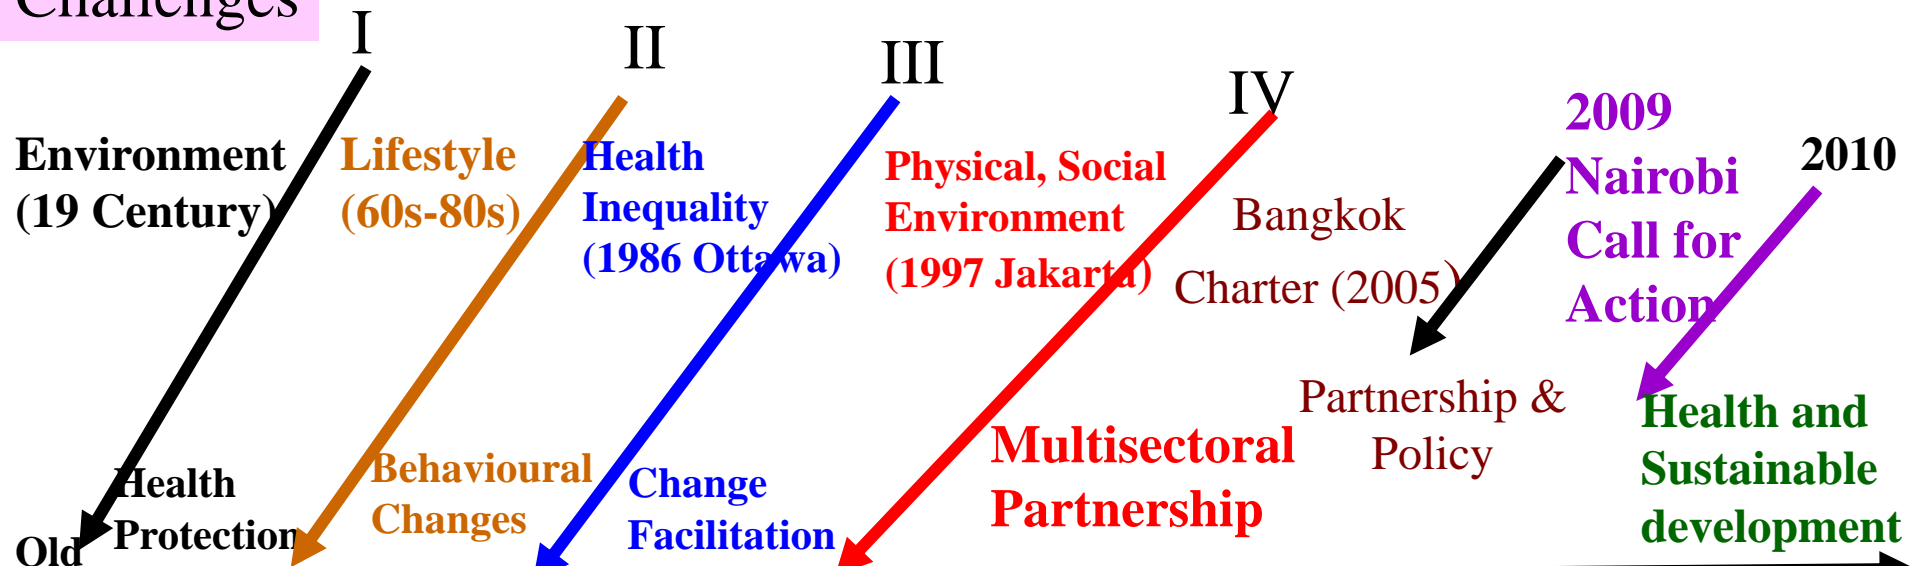 Challenges
I
II
III
IV
Environment
(19 Century)
Lifestyle
(60s-80s)
Health
Inequality
(1986 Ottawa)
Physical, Social
Environment
(1997 Jakarta)
Bangkok
Charter (2005)
2009
Nairobi
Call for
Action
2010
Health
Protection
Behavioural
Changes
Change
Facilitation
Multisectoral
Partnership
Partnership &
Policy
Health and
Sustainable
development
Old